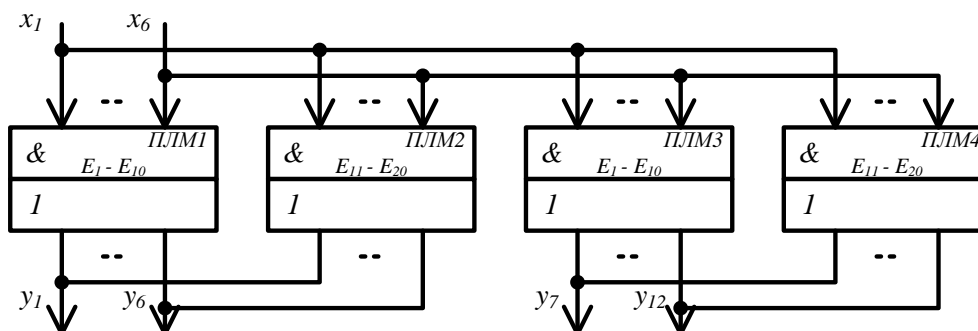 x1 x6
-- -- -- --
& ПЛМ1 & ПЛМ2 & ПЛМ3 & ПЛМ4
E1 - E10 E11 - E20 E1 - E10 E11 - E20
1 1 1 1
-- -- -- --
y1 y6 y7 y12